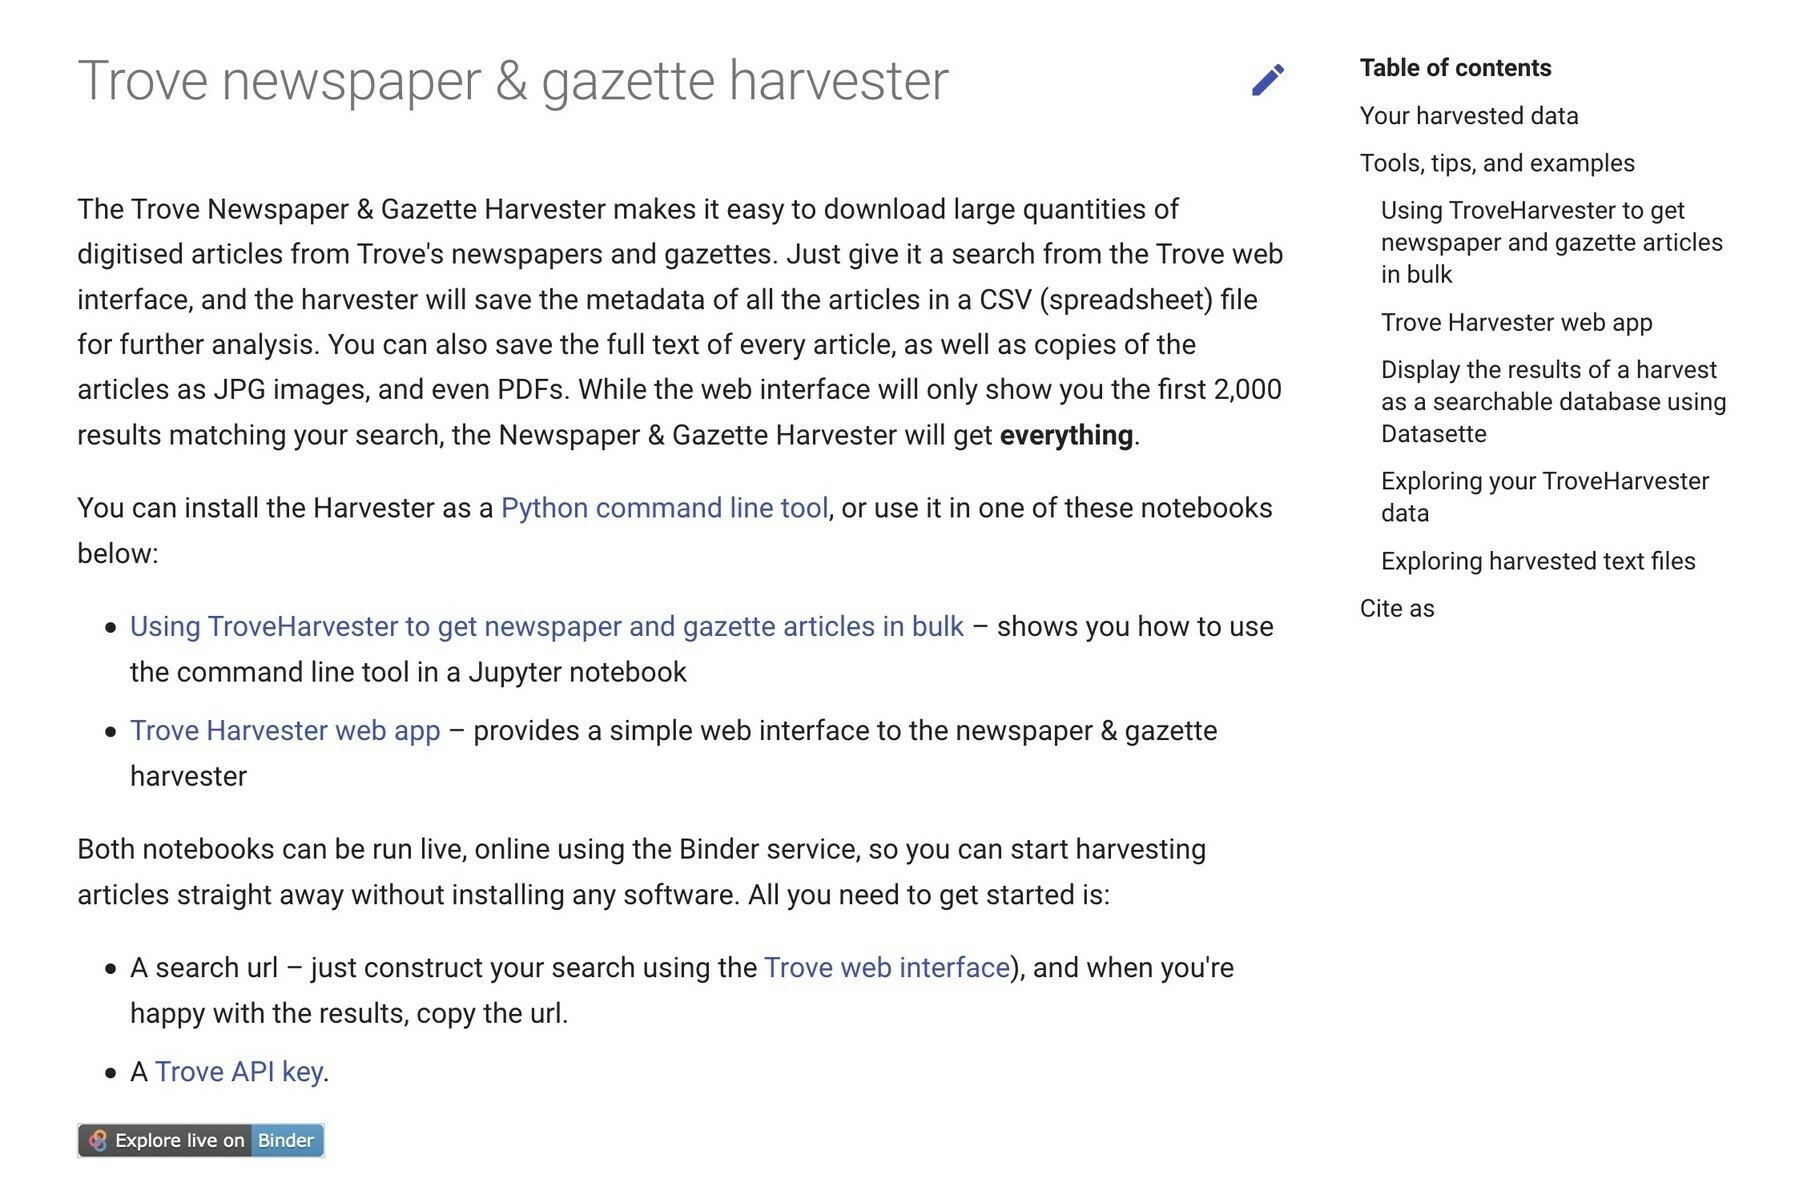 Trove newspaper & gazette harvester
The Trove Newspaper & Gazette Harvester makes it easy to download large quantities of
digitised articles from Trove's newspapers and gazettes. Just give it a search from the Trove web
interface, and the harvester will save the metadata of all the articles in a CSV (spreadsheet) file
for further analysis. You can also save the full text of every article, as well as copies of the
articles as JPG images, and even PDFs. While the web interface will only show you the first 2,000
results matching your search, the Newspaper & Gazette Harvester will get everything.
You can install the Harvester as a Python command line tool, or use it in one of these notebooks
below:
• Using TroveHarvester to get newspaper and gazette articles in bulk – shows you how to use
the command line tool in a Jupyter notebook
• Trove Harvester web app – provides a simple web interface to the newspaper & gazette
harvester
Both notebooks can be run live, online using the Binder service, so you can start harvesting
articles straight away without installing any software. All you need to get started is:
• A search url – just construct your search using the Trove web interface), and when you're
happy with the results, copy the url.
• A Trove API key.
Explore live on Binder
Table of contents
Your harvested data
Tools, tips, and examples
Using TroveHarvester to get
newspaper and gazette articles
in bulk
Trove Harvester web app
Display the results of a harvest
as a searchable database using
Datasette
Exploring your TroveHarvester
data
Exploring harvested text files
Cite as